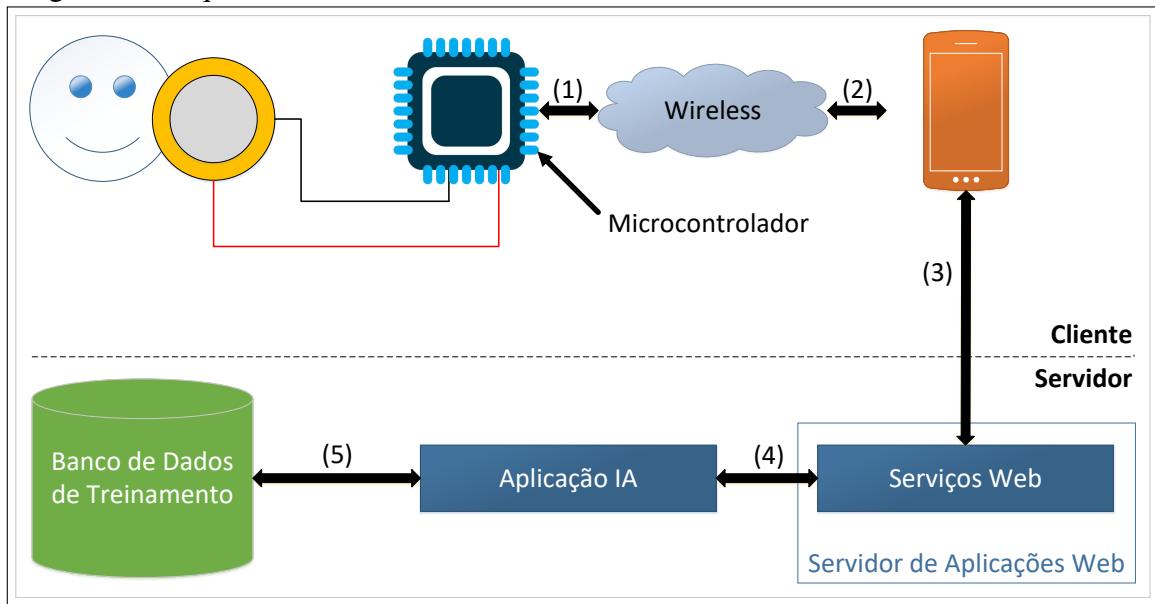 (1)
Wireless
(2)
Microcontrolador
(3)
Cliente
Servidor
Banco de Dados
de Treinamento
(5)
Aplicação IA
(4)
Serviços Web
Servidor de Aplicações Web